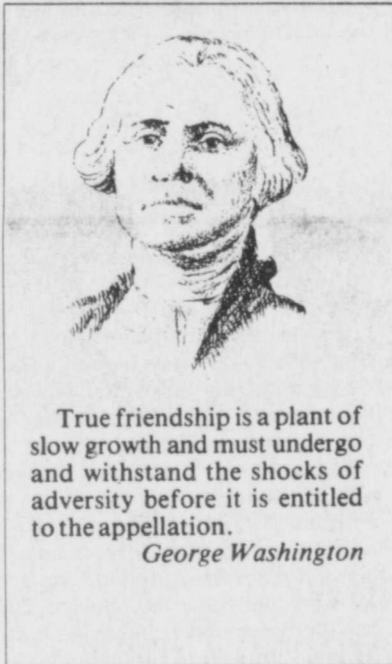 True friendship is a plant of
slow growth and must undergo
and withstand the shocks of
adversity before it is entitled
to the appellation.
George Washington